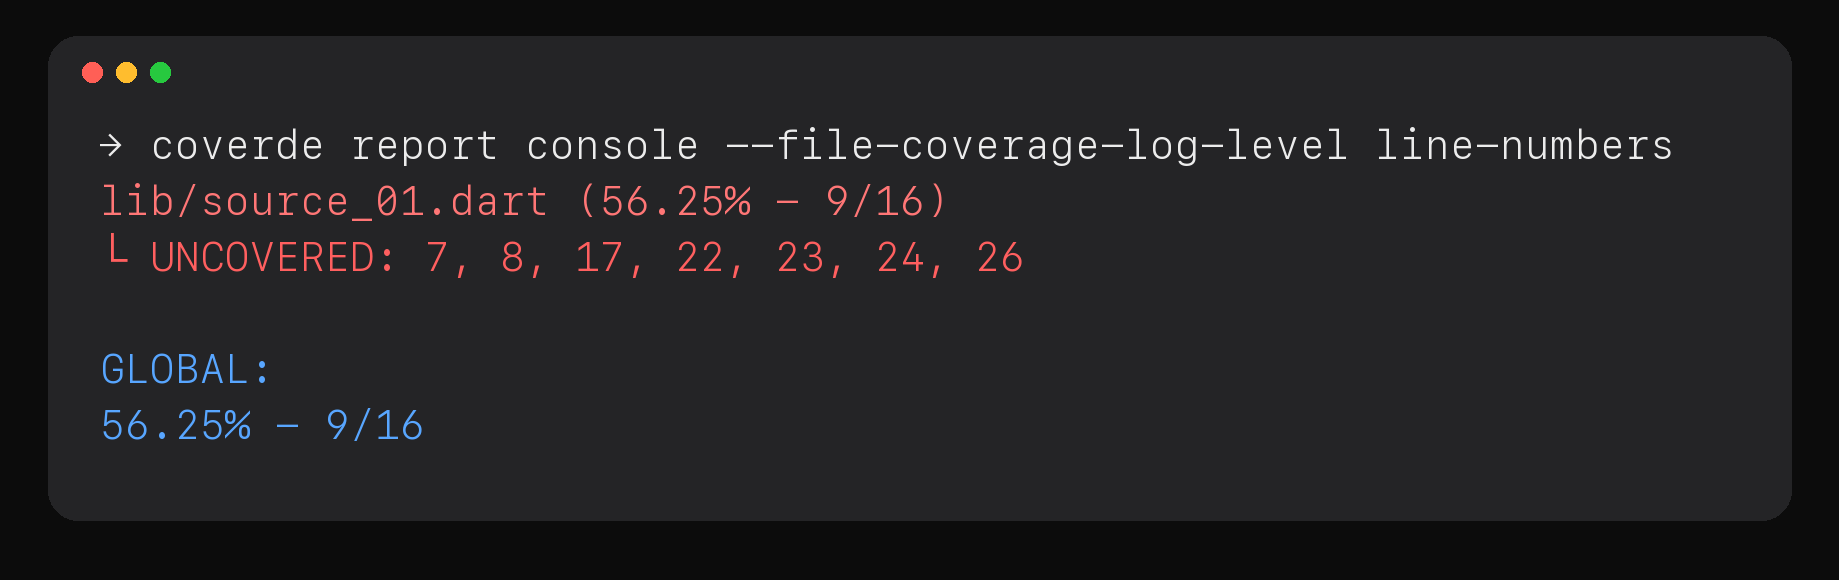 → coverde report console --file-coverage-log-level line-numbers
lib/source_01.dart (56.25% - 9/16)
└ UNCOVERED: 7, 8, 17, 22, 23, 24, 26
GLOBAL:
56.25% - 9/16